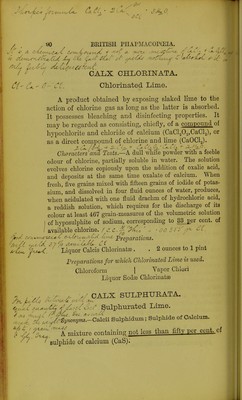 90 BRITISH PHARMACOPŒIA.
CALX CHLORINATA.
Chlorinated Lime.
A product obtained by exposing slaked lime to the
action of chlorine gas as long as the latter is absorbed.
It possesses bleaching and disinfecting properties. It
may be regarded as consisting, chiefly, of a compound of
hypochlorite and chloride of calcium (CaCl₂O₂,CaCl₂), or
as a direct compound of chlorine and lime (CaOCl₂).
Characters and Tests.—A dull white powder with a feeble
odour of chlorine, partially soluble in water. The solution
evolves chlorine copiously upon the addition of oxalic acid,
and deposits at the same time oxalate of calcium. When
fresh, five grains mixed with fifteen grains of iodide of potas-
sium, and dissolved in four fluid ounces of water, produces,
when acidulated with one fluid drachm of hydrochloric acid,
a reddish solution, which requires for the discharge of its
colour at least 467 grain-measures of the volumetric solution
of hyposulphite of sodium, corresponding to 33 per cent. of
available chlorine.
Preparations.
Liquor Calcis Chlorinatæ . . 2 ounces to 1 pint
Preparations for which Chlorinated Lime is used.
Chloroform | Vapor Chlori
Liquor Sodæ Chlorinatæ
CALX SULPHURATA.
Sulphurated Lime.
Synonyms.—Calcii Sulphidum; Sulphide of Calcium.
A mixture containing not less than fifty per cent. of
sulphide of calcium (CaS).